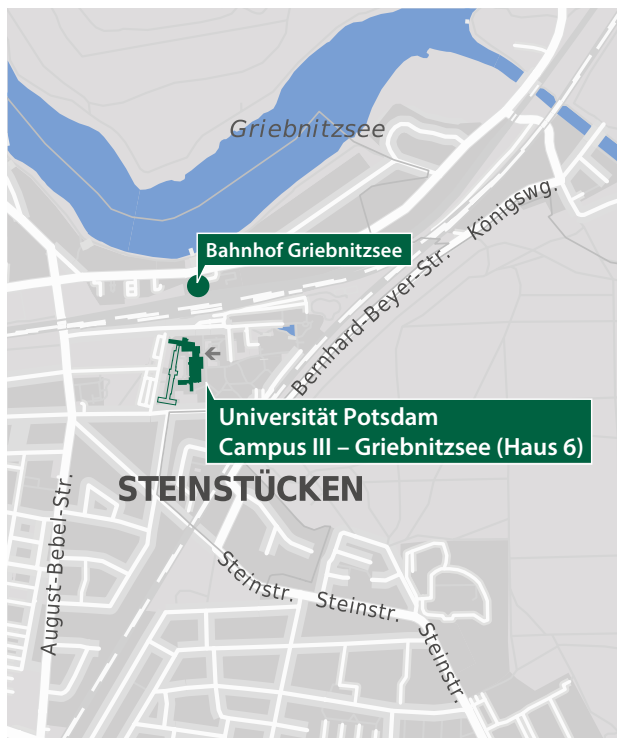 Griebnitzsee
Königswg.
Bahnhof Griebnitzsee
Bernhard-Beyer-Str.
Universität Potsdam
Campus III – Griebnitzsee (Haus 6)
STEINSTÜCKEN
August-Bebel-Str.
Steinstr.
Steinstr.
Steinstr.